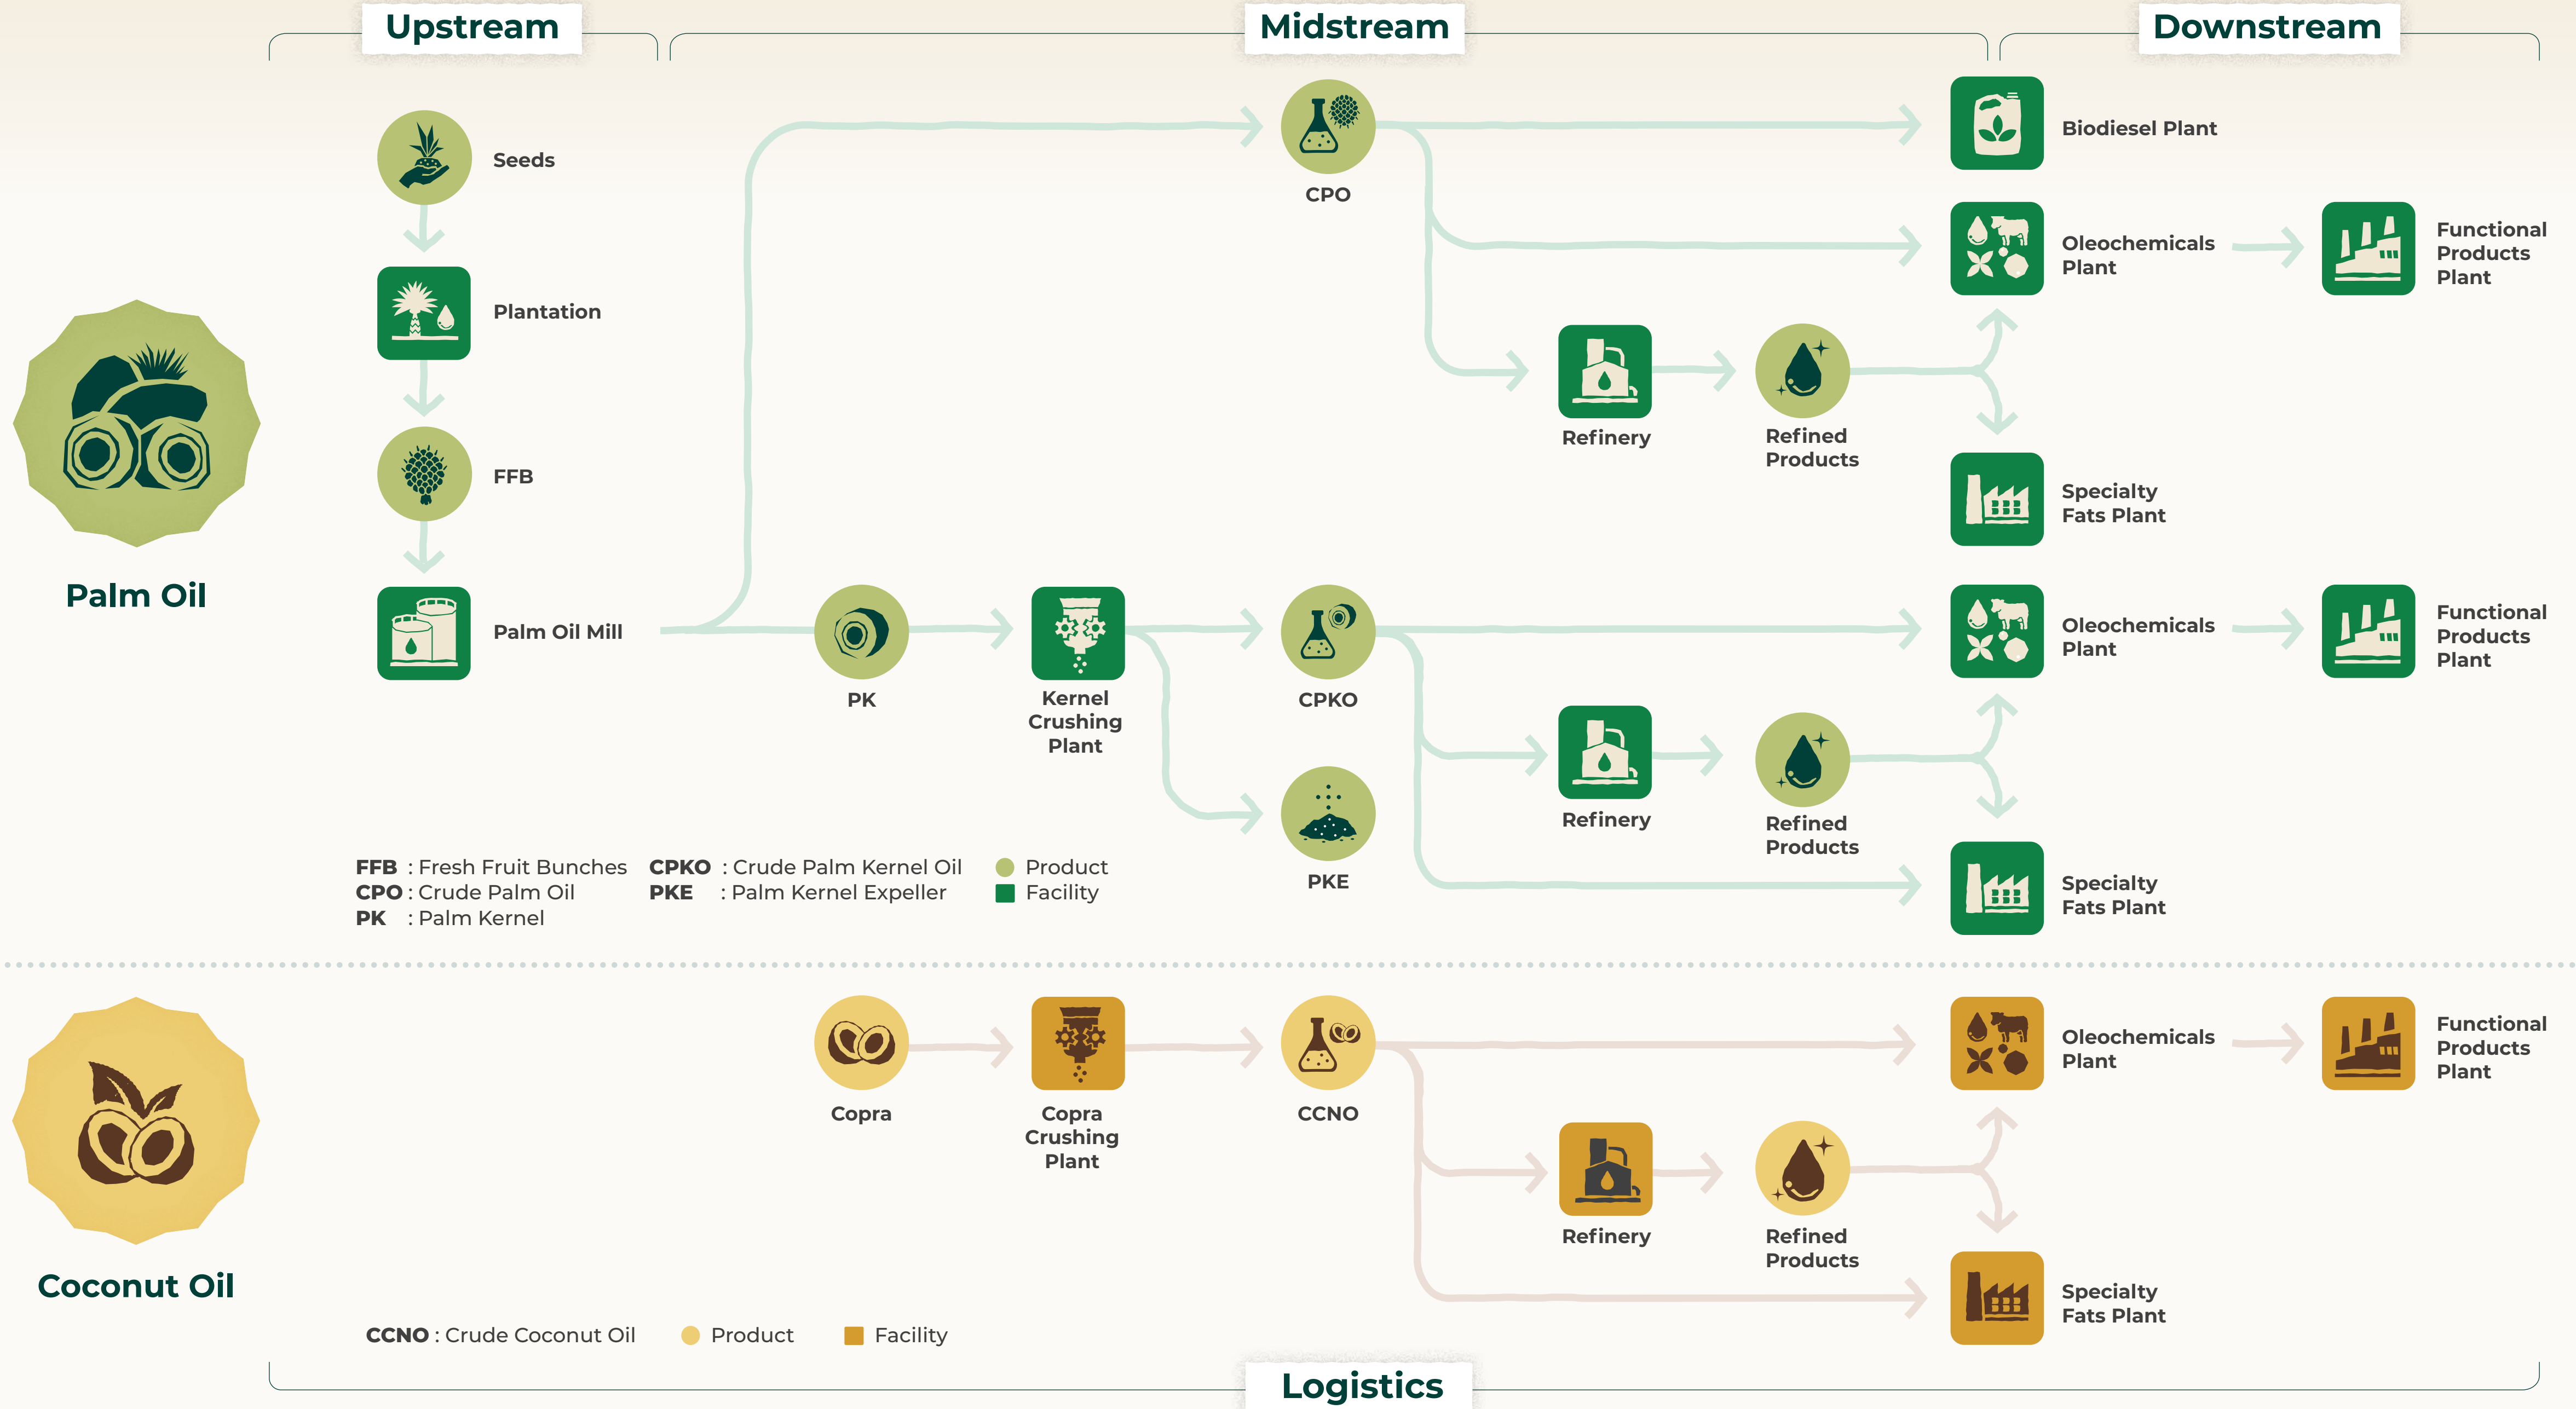 Upstream
Midstream
Downstream
Seeds
Plantation
FFB
Palm Oil Mill
Palm Oil
CPO
Biodiesel Plant
Oleochemicals
Plant
Functional
Products
Plant
Refinery
Refined
Products
Specialty
Fats Plant
PK
Kernel
Crushing
Plant
CPKO
Oleochemicals
Plant
Functional
Products
Plant
Refinery
Refined
Products
PKE
Specialty
Fats Plant
FFB : Fresh Fruit Bunches
CPO : Crude Palm Oil
PK : Palm Kernel
CPKO : Crude Palm Kernel Oil
PKE : Palm Kernel Expeller
Product
Facility
Coconut Oil
Copra
Copra
Crushing
Plant
CCNO
Oleochemicals
Plant
Functional
Products
Plant
Refinery
Refined
Products
Specialty
Fats Plant
CCNO : Crude Coconut Oil
Product
Facility
Logistics